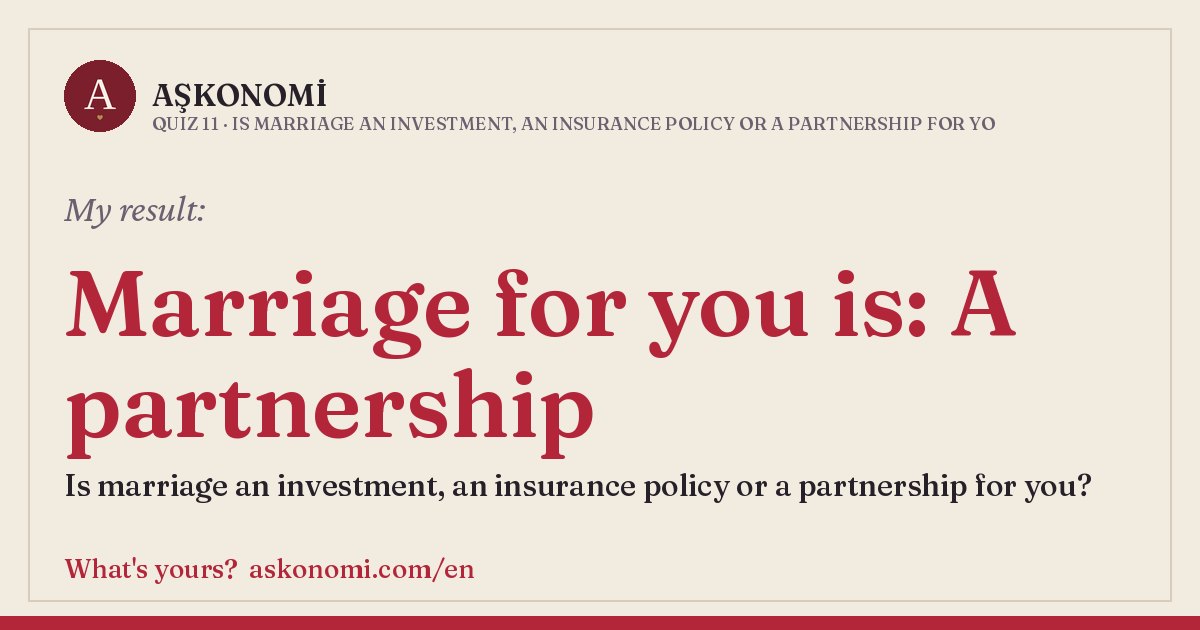 A
AŞKONOMİ
QUIZ 11 · IS MARRIAGE AN INVESTMENT, AN INSURANCE POLICY OR A PARTNERSHIP FOR YO
My result:
Marriage for you is: A
partnership
Is marriage an investment, an insurance policy or a partnership for you?
What's yours? askonomi.com/en